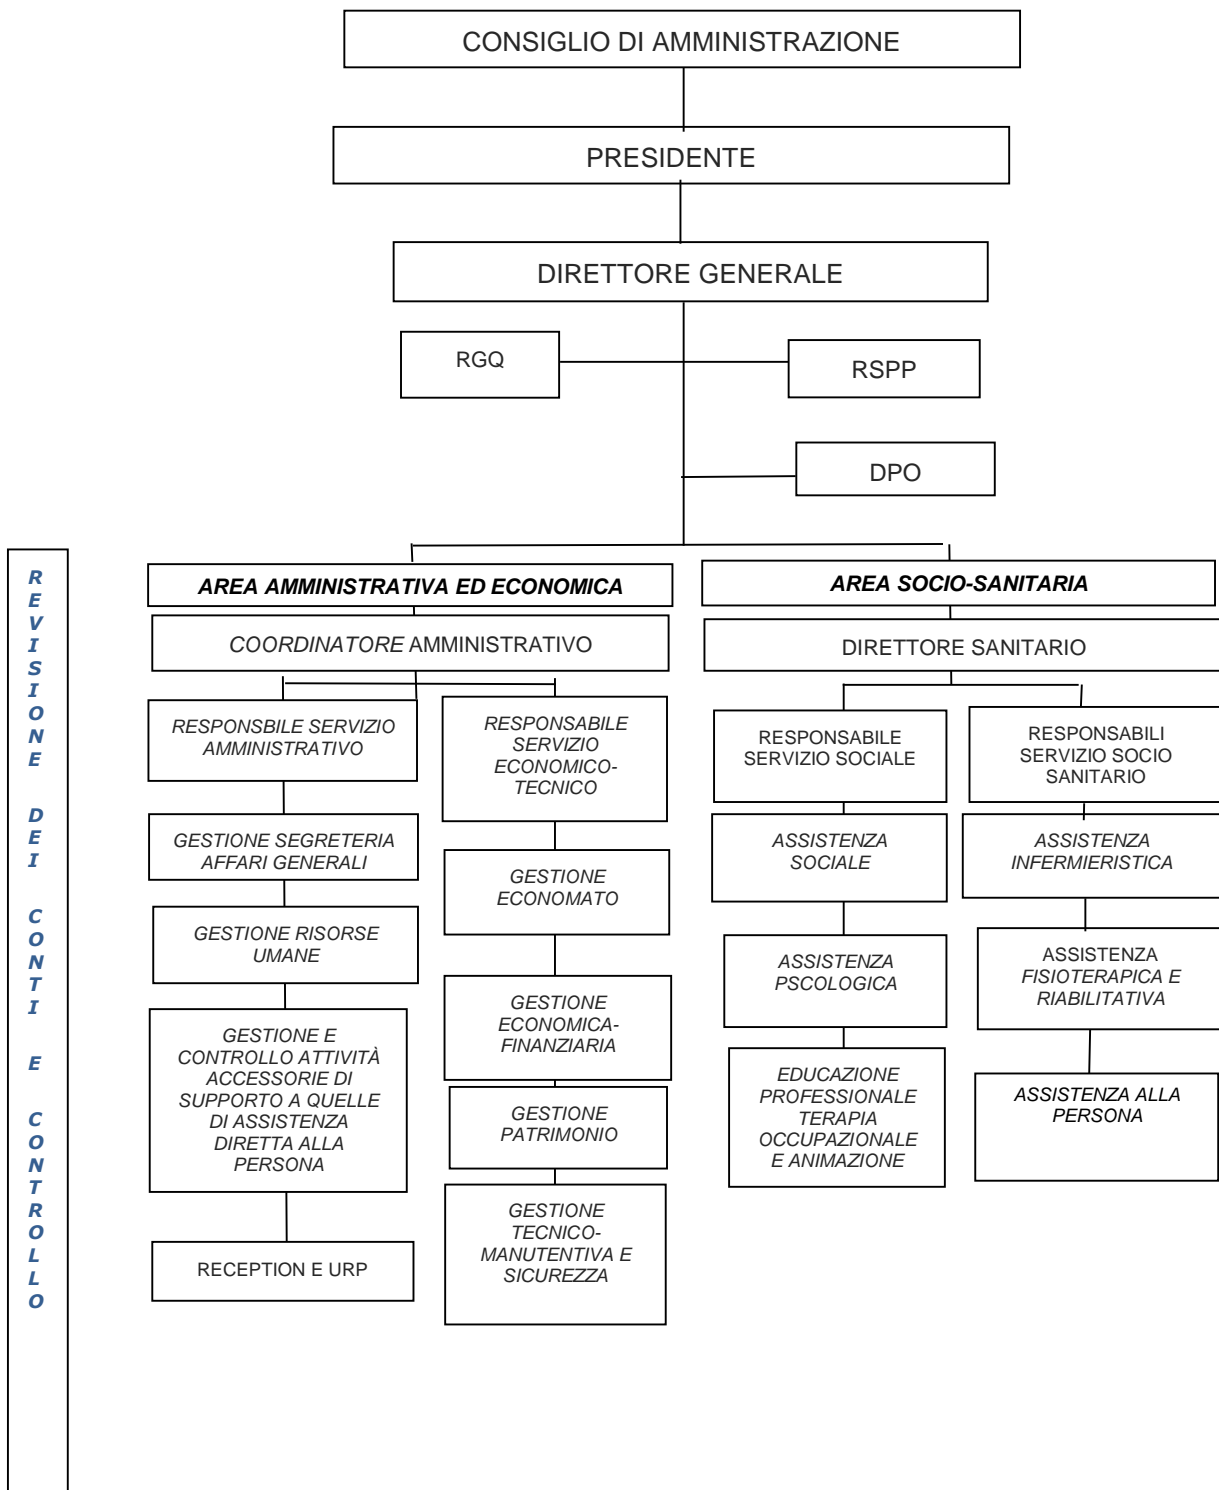 CONSIGLIO DI AMMINISTRAZIONE
PRESIDENTE
DIRETTORE GENERALE
RGQ
RSPP
DPO
REVISIONE DEI CONTI E CONTROLLO
AREA AMMINISTRATIVA ED ECONOMICA
COORDINATORE AMMINISTRATIVO
RESPONSBILE SERVIZIO
AMMINISTRATIVO
GESTIONE SEGRETERIA
AFFARI GENERALI
GESTIONE RISORSE
UMANE
GESTIONE E
CONTROLLO ATTIVITÀ
ACCESSORIE DI
SUPPORTO A QUELLE
DI ASSISTENZA
DIRETTA ALLA
PERSONA
RECEPTION E URP
RESPONSABILE
SERVIZIO
ECONOMICO-
TECNICO
GESTIONE
ECONOMATO
GESTIONE
ECONOMICA-
FINANZIARIA
GESTIONE
PATRIMONIO
GESTIONE
TECNICO-
MANUTENTIVA E
SICUREZZA
AREA SOCIO-SANITARIA
DIRETTORE SANITARIO
RESPONSABILE
SERVIZIO SOCIALE
ASSISTENZA
SOCIALE
ASSISTENZA
PSCOLOGICA
EDUCAZIONE
PROFESSIONALE
TERAPIA
OCCUPAZIONALE
E ANIMAZIONE
RESPONSABILI
SERVIZIO SOCIO
SANITARIO
ASSISTENZA
INFERMIERISTICA
ASSISTENZA
FISIOTERAPICA E
RIABILITATIVA
ASSISTENZA ALLA
PERSONA